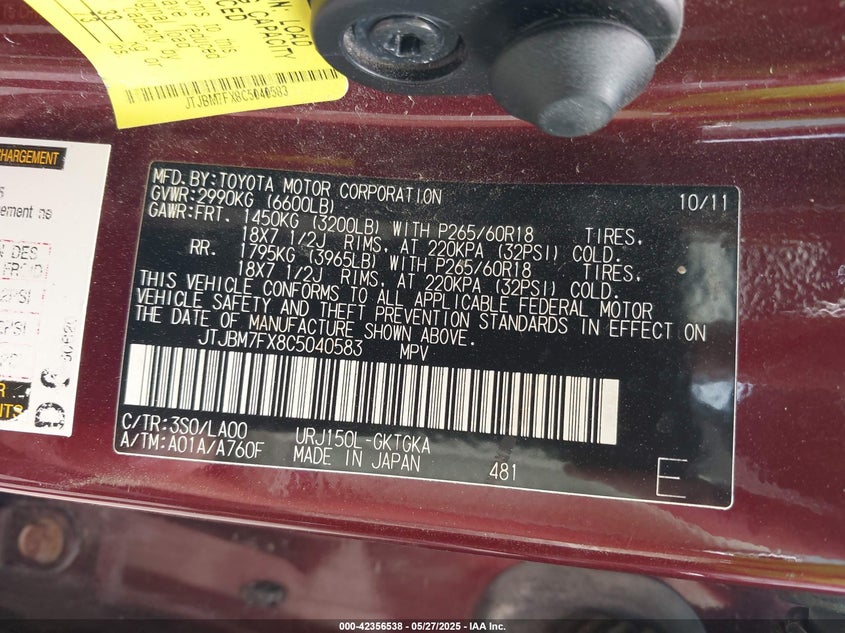 JTJBM7FX8C5040583
CHARGEMENT
MFD.BY:TOYOTA MOTOR CORPORATION 10/11
GVWR:2990KG (6600LB)
GAWR:FRT. 1450KG (3200LB) WITH P265/60R18 TIRES,
18X7 1/2J RIMS, AT 220KPA (32PSI) COLD.
RR. 1795KG (3965LB) WITH P265/60R18 TIRES,
18X7 1/2J RIMS, AT 220KPA (32PSI) COLD.
THIS VEHICLE CONFORMS TO ALL APPLICABLE FEDERAL MOTOR
VEHICLE SAFETY AND THEFT PREVENTION STANDARDS IN EFFECT ON
THE DATE OF MANUFACTURE SHOWN ABOVE.
JTJBM7FX8C5040583 MPV
C/TR:3S0/LA00 URJ150L-GKTGKA
A/TM:A01A/A760F MADE IN JAPAN 481 E
000-42356538 - 05/27/2025 - IAA Inc.